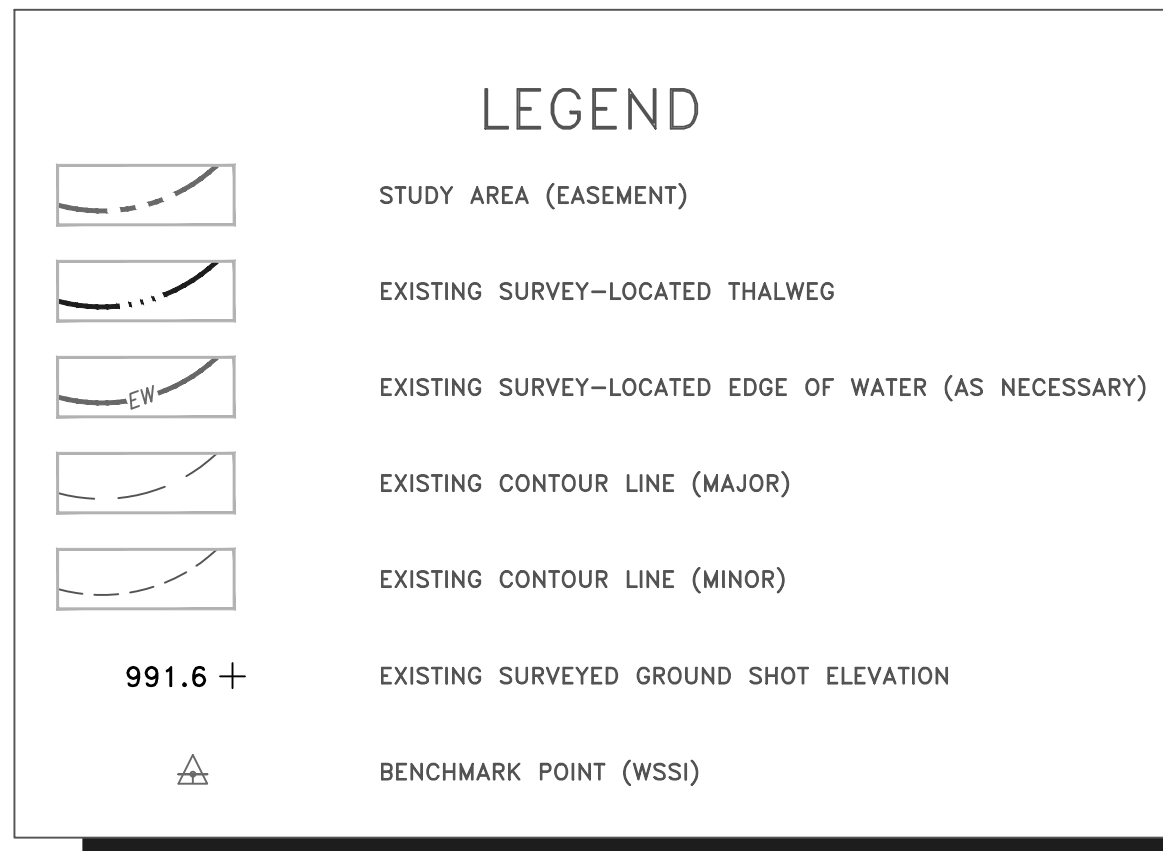 LEGEND
STUDY AREA (EASEMENT)
EXISTING SURVEY–LOCATED THALWEG
EW EXISTING SURVEY–LOCATED EDGE OF WATER (AS NECESSARY)
EXISTING CONTOUR LINE (MAJOR)
EXISTING CONTOUR LINE (MINOR)
991.6 + EXISTING SURVEYED GROUND SHOT ELEVATION
BENCHMARK POINT (WSSI)